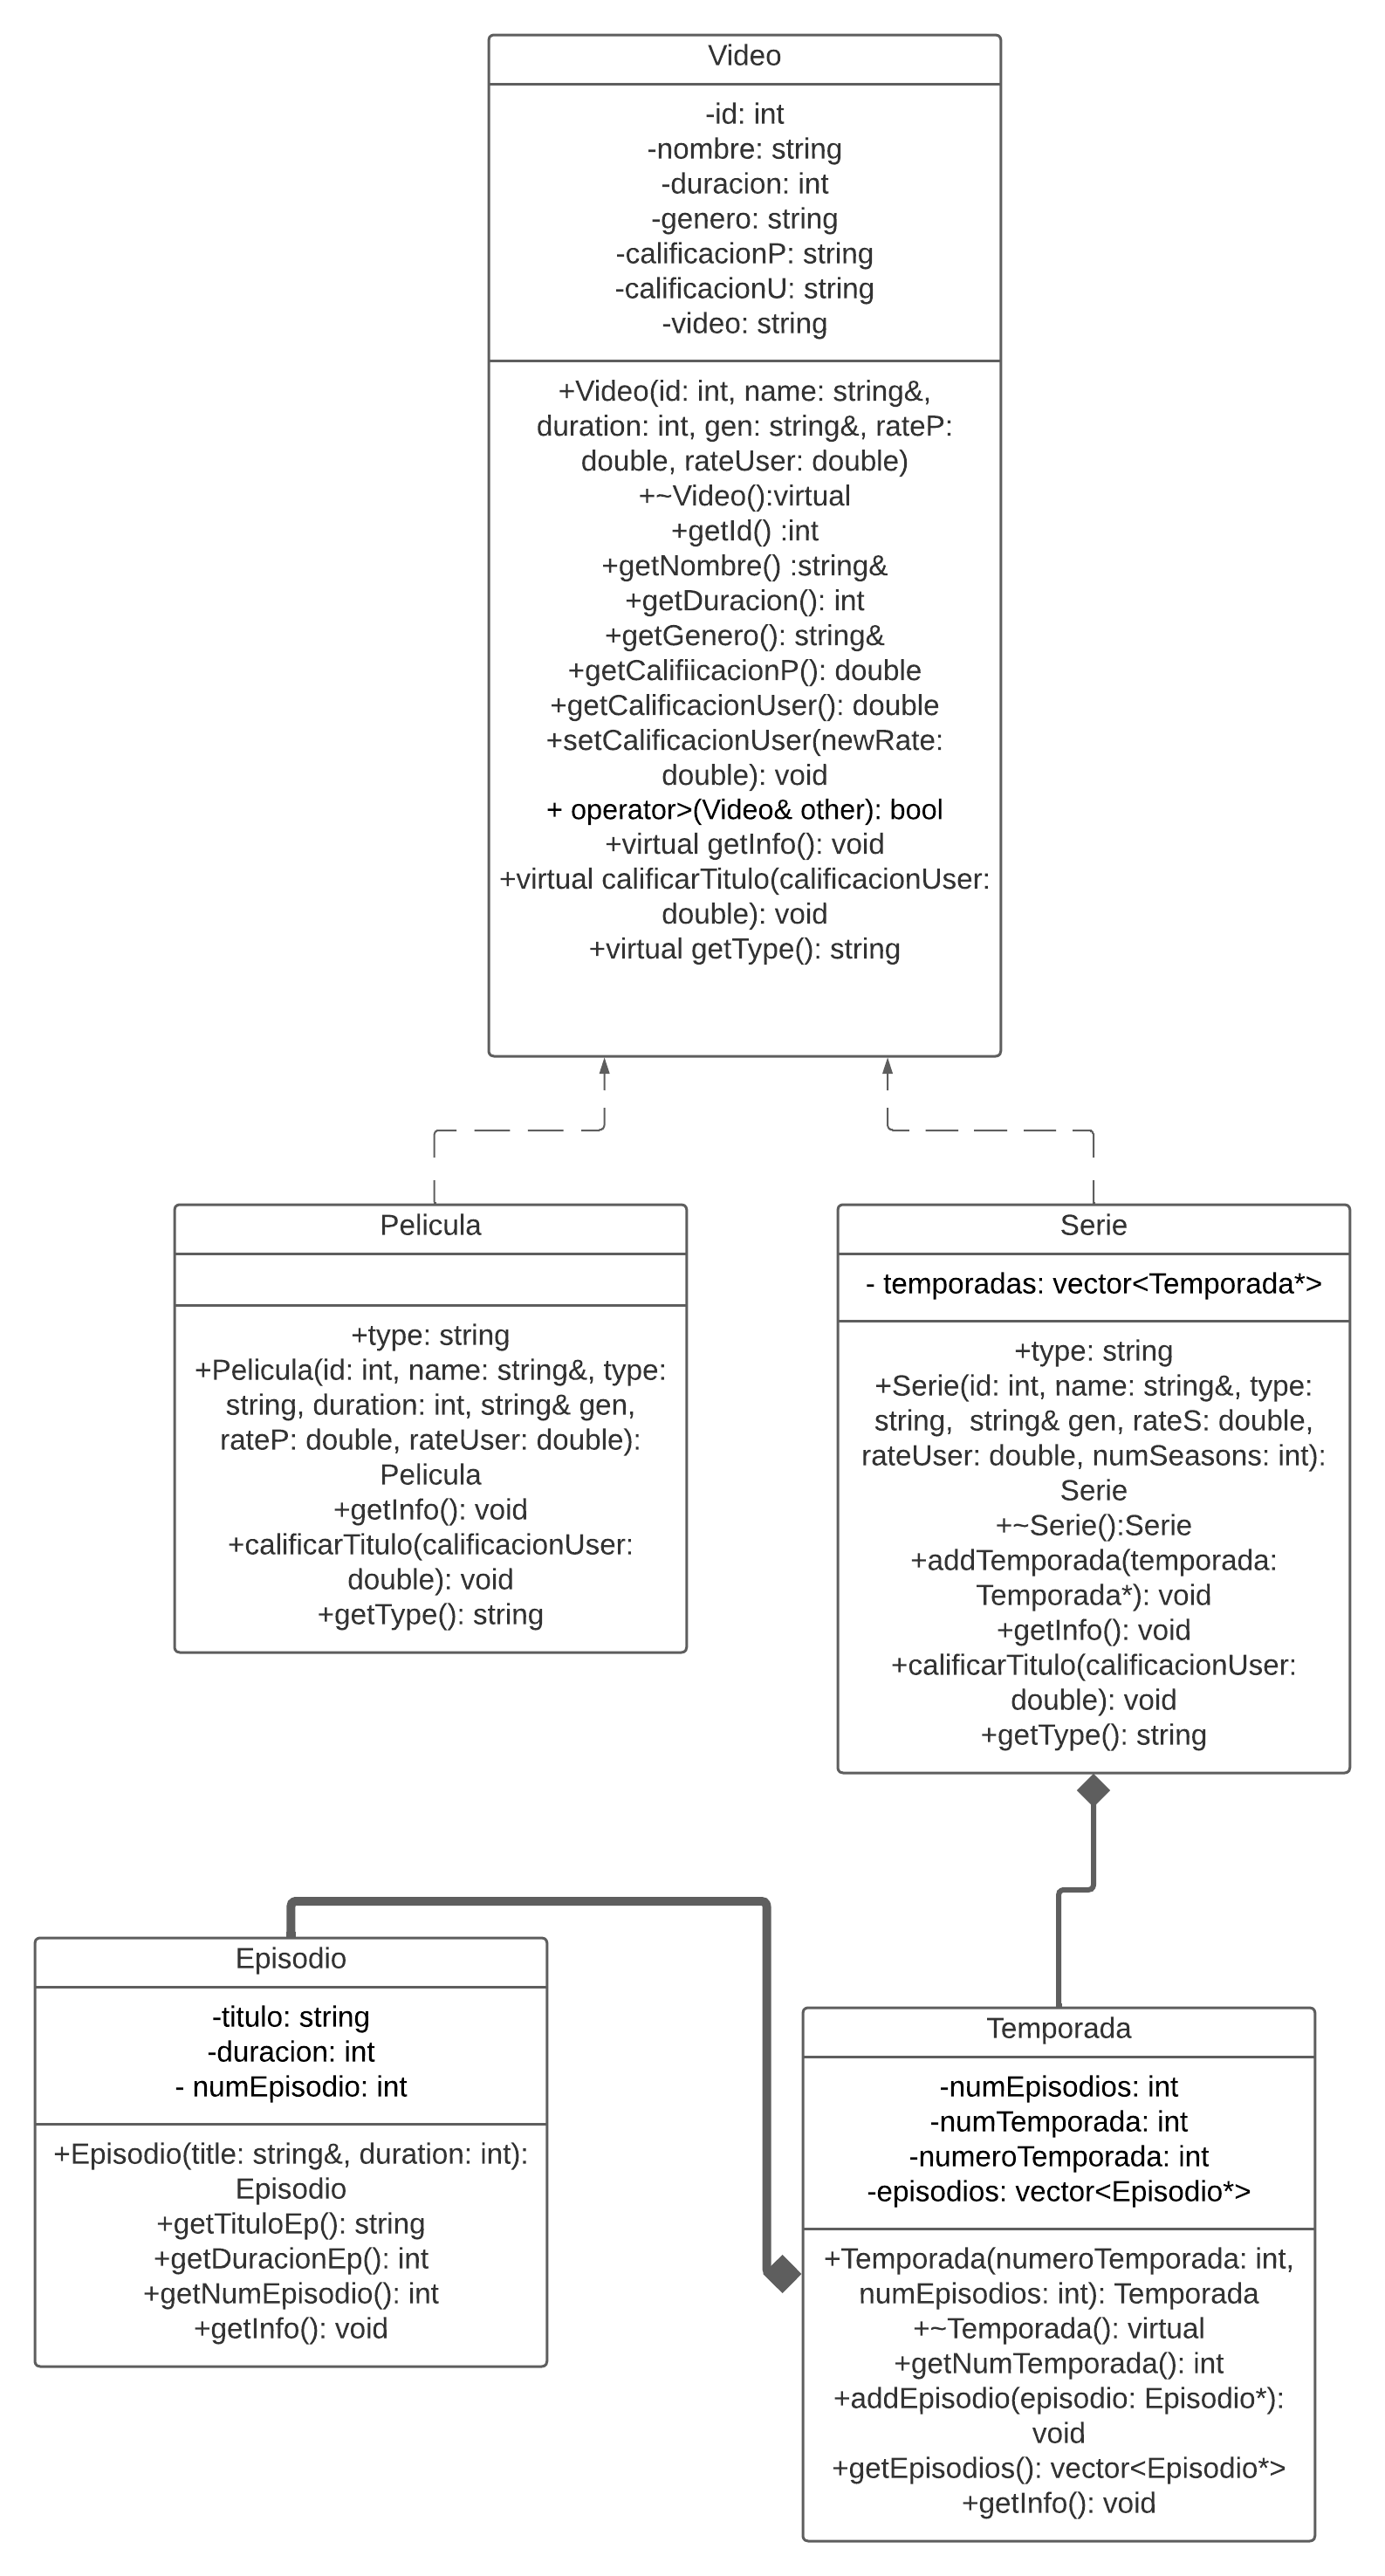 Video
-id: int
-nombre: string
-duracion: int
-genero: string
-calificacionP: string
-calificacionU: string
-video: string
+Video(id: int, name: string&,
duration: int, gen: string&, rateP:
double, rateUser: double)
+~Video():virtual
+getId() :int
+getNombre() :string&
+getDuracion(): int
+getGenero(): string&
+getCalifiicacionP(): double
+getCalificacionUser(): double
+setCalificacionUser(newRate:
double): void
+ operator>(Video& other): bool
+virtual getInfo(): void
+virtual calificarTitulo(calificacionUser:
double): void
+virtual getType(): string
Pelicula
+type: string
+Pelicula(id: int, name: string&, type:
string, duration: int, string& gen,
rateP: double, rateUser: double):
Pelicula
+getInfo(): void
+calificarTitulo(calificacionUser:
double): void
+getType(): string
Serie
- temporadas: vector<Temporada*>
+type: string
+Serie(id: int, name: string&, type:
string,  string& gen, rateS: double,
rateUser: double, numSeasons: int):
Serie
+~Serie():Serie
+addTemporada(temporada:
Temporada*): void
+getInfo(): void
+calificarTitulo(calificacionUser:
double): void
+getType(): string
Episodio
-titulo: string
-duracion: int
- numEpisodio: int
+Episodio(title: string&, duration: int):
Episodio
+getTituloEp(): string
+getDuracionEp(): int
+getNumEpisodio(): int
+getInfo(): void
Temporada
-numEpisodios: int
-numTemporada: int
-numeroTemporada: int
-episodios: vector<Episodio*>
+Temporada(numeroTemporada: int,
numEpisodios: int): Temporada
+~Temporada(): virtual
+getNumTemporada(): int
+addEpisodio(episodio: Episodio*):
void
+getEpisodios(): vector<Episodio*>
+getInfo(): void